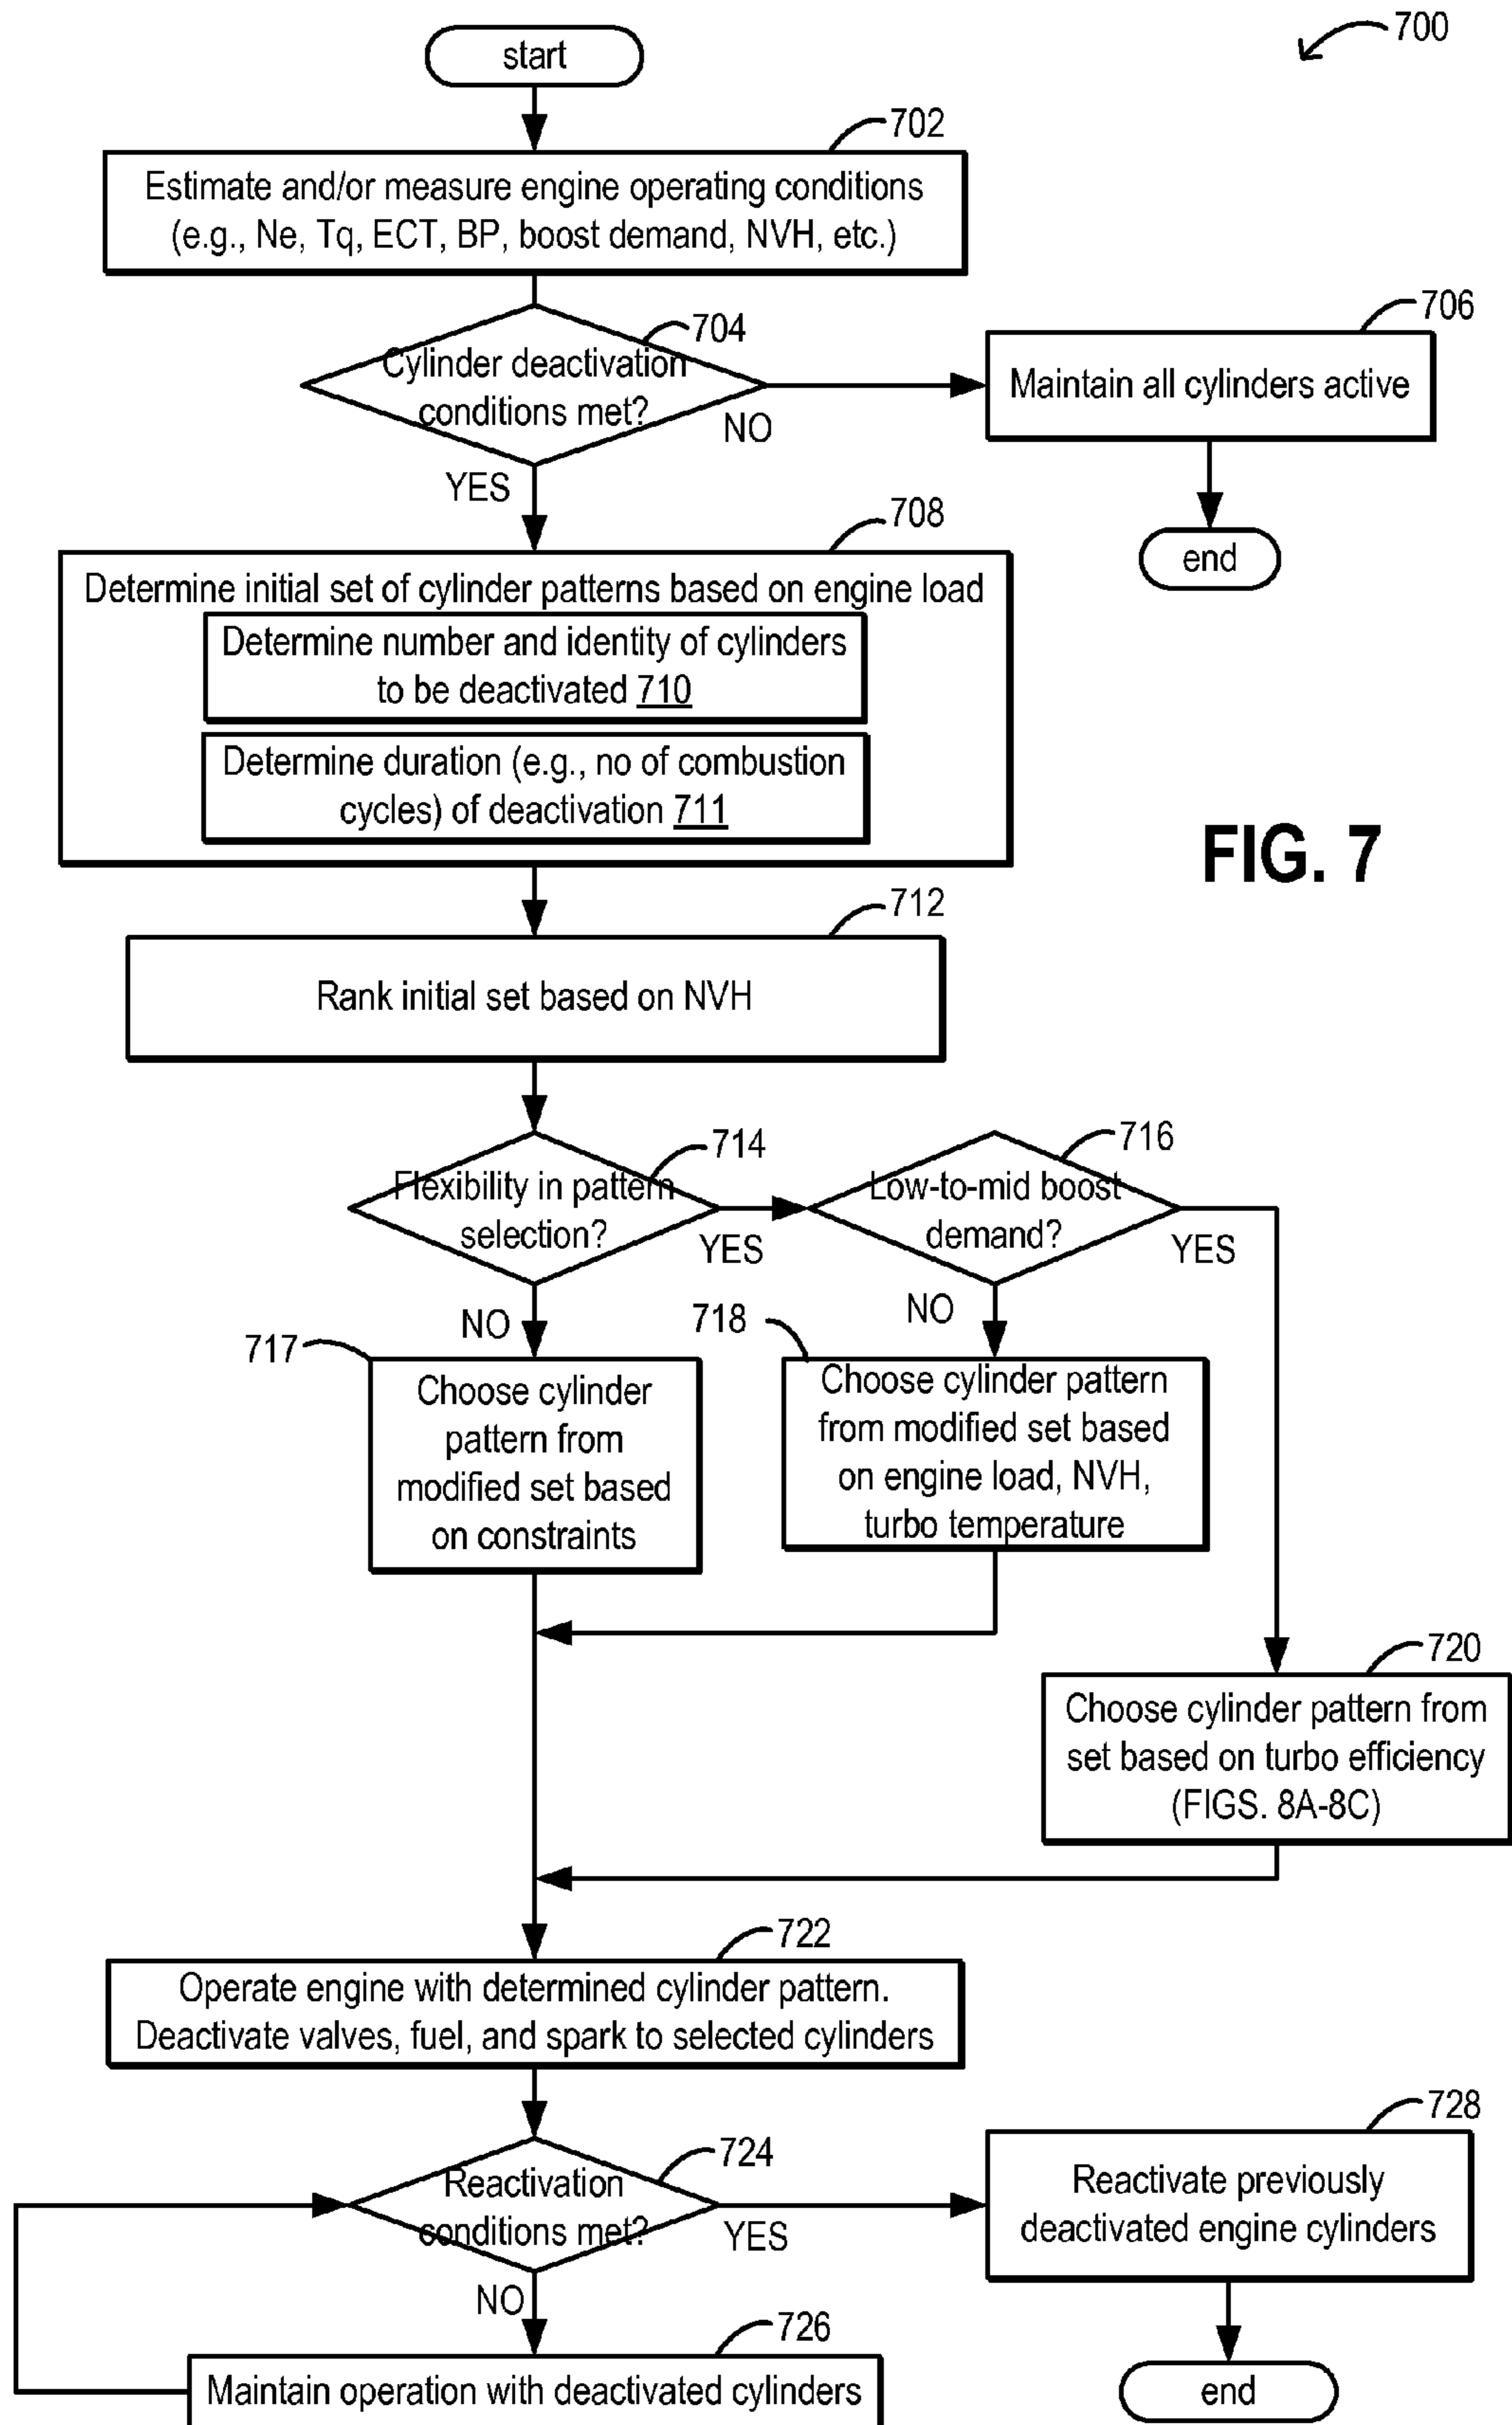 700
start
702
Estimate and/or measure engine operating conditions
(e.g., Ne, Tq, ECT, BP, boost demand, NVH, etc.)
704
Cylinder deactivation
conditions met?
NO
YES
706
Maintain all cylinders active
end
708
Determine initial set of cylinder patterns based on engine load
Determine number and identity of cylinders
to be deactivated 710
Determine duration (e.g., no of combustion
cycles) of deactivation 711
FIG. 7
712
Rank initial set based on NVH
714
Flexibility in pattern
selection?
YES
NO
716
Low-to-mid boost
demand?
YES
NO
717
Choose cylinder
pattern from
modified set based
on constraints
718
Choose cylinder pattern
from modified set based
on engine load, NVH,
turbo temperature
720
Choose cylinder pattern from
set based on turbo efficiency
(FIGS. 8A-8C)
722
Operate engine with determined cylinder pattern.
Deactivate valves, fuel, and spark to selected cylinders
724
Reactivation
conditions met?
YES
NO
728
Reactivate previously
deactivated engine cylinders
726
Maintain operation with deactivated cylinders
end